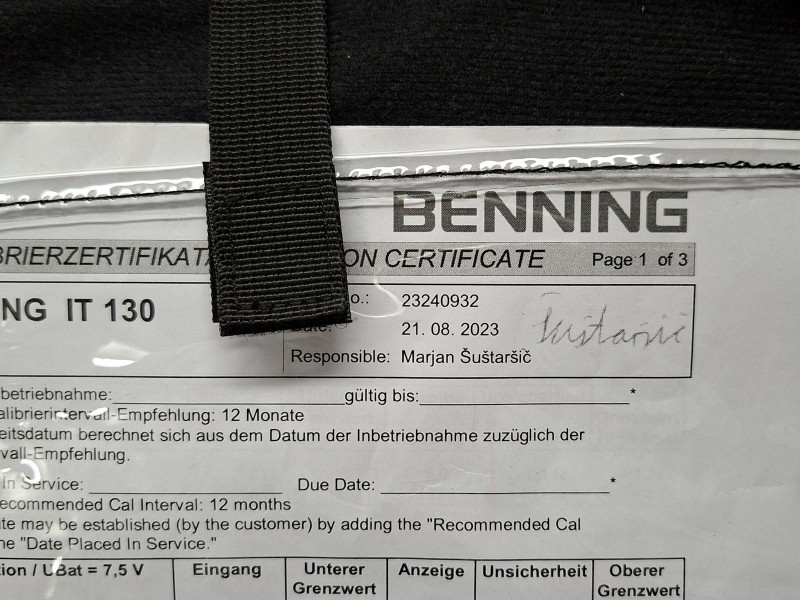 BENNING
BRIERZERTIFIKAT ON CERTIFICATE Page 1 of 3
NG IT 130
o.: 23240932
Date: 21. 08. 2023
Šuštaršič
Responsible: Marjan Šuštaršič
betriebnahme: gültig bis: *
alibrierintervall-Empfehlung: 12 Monate
eitsdatum berechnet sich aus dem Datum der Inbetriebnahme zuzüglich der
vall-Empfehlung.
In Service: Due Date: *
ecommended Cal Interval: 12 months
te may be established (by the customer) by adding the "Recommended Cal
he "Date Placed In Service."
tion / UBat = 7,5 V Eingang Unterer Grenzwert Anzeige Unsicherheit Oberer Grenzwert